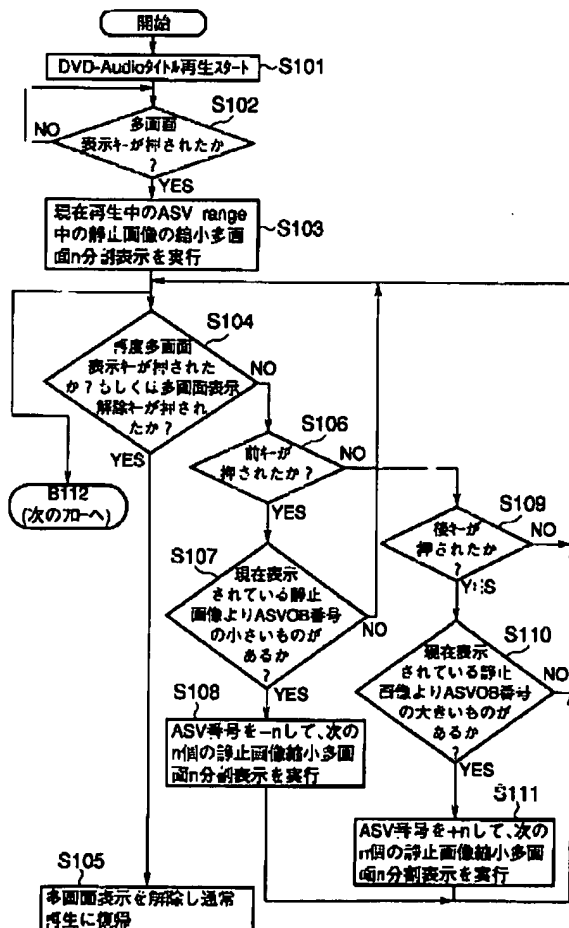 開始
DVD-Audioタイトル再生スタート
S101
S102
多画面
表示キーが押されたか
?
NO
YES
現在再生中のASV range
中の静止画像の縮小多画
面n分割表示を実行
S103
S104
再度多画面
表示キーが押された
か?もしくは多画面表示
解除キーが押され
たか?
NO
YES
B112
(次のフローへ)
S106
前キーが
押されたか?
NO
YES
S109
後キーが
押されたか
?
NO
YES
S107
現在表示
されている静止
画像よりASVOB番号
の小さいものが
あるか
?
NO
YES
S110
現在表示
されている静止
画像よりASVOB番号
の大きいものが
あるか
?
NO
YES
S108
ASV番号を-nして、次の
n個の静止画像縮小多画
面n分割表示を実行
S111
ASV番号を+nして、次の
n個の静止画像縮小多画
面n分割表示を実行
S105
多画面表示を解除し通常
再生に復帰